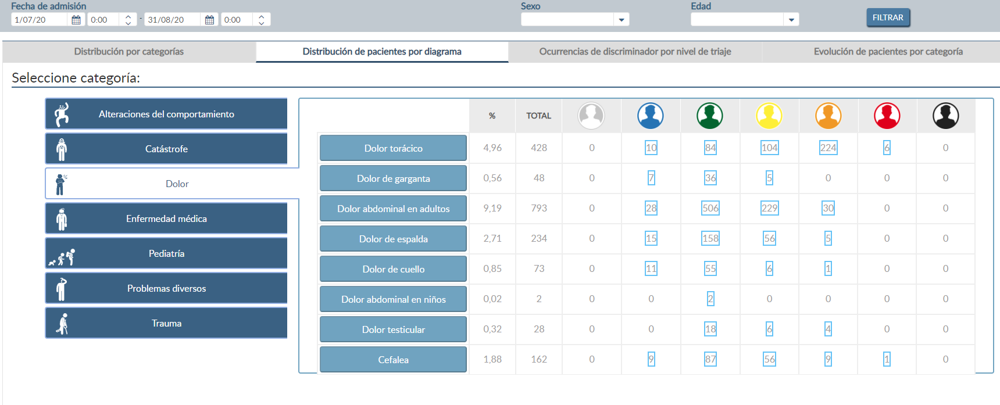 Fecha de admisión
Sexo
Edad
1/07/20 0:00 - 31/08/20 0:00
FILTRAR
Distribución por categorías
Distribución de pacientes por diagrama
Ocurrencias de discriminador por nivel de triaje
Evolución de pacientes por categoría
Seleccione categoría:
Alteraciones del comportamiento
Catástrofe
Dolor
Enfermedad médica
Pediatría
Problemas diversos
Trauma
% TOTAL
Dolor torácico 4,96 428 0 10 84 104 224 6 0
Dolor de garganta 0,56 48 0 7 36 5 0 0 0
Dolor abdominal en adultos 9,19 793 0 28 506 229 30 0 0
Dolor de espalda 2,71 234 0 15 158 56 5 0 0
Dolor de cuello 0,85 73 0 11 55 6 1 0 0
Dolor abdominal en niños 0,02 2 0 0 2 0 0 0 0
Dolor testicular 0,32 28 0 0 18 6 4 0 0
Cefalea 1,88 162 0 9 87 56 9 1 0